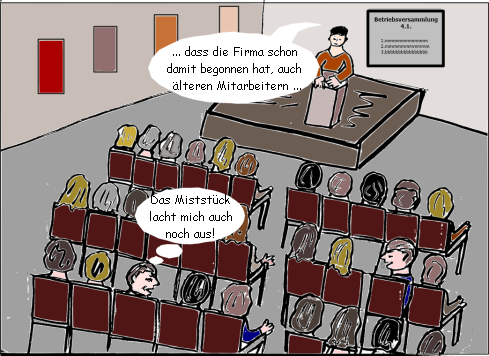 Betriebsversammlung
4.1.
... dass die Firma schon
damit begonnen hat, auch
älteren Mitarbeitern ...
Das Miststück
lacht mich auch
noch aus!